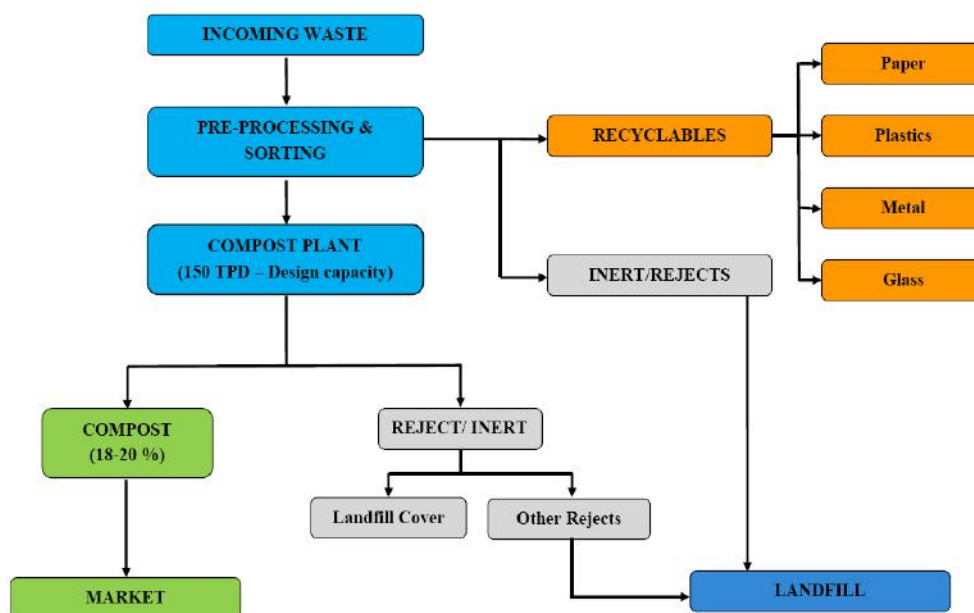 INCOMING WASTE
Paper
PRE-PROCESSING &
SORTING
RECYCLABLES
Plastics
Metal
COMPOST PLANT
(150 TPD – Design capacity)
INERT/REJECTS
Glass
COMPOST
(18-20 %)
REJECT/ INERT
Landfill Cover
Other Rejects
MARKET
LANDFILL